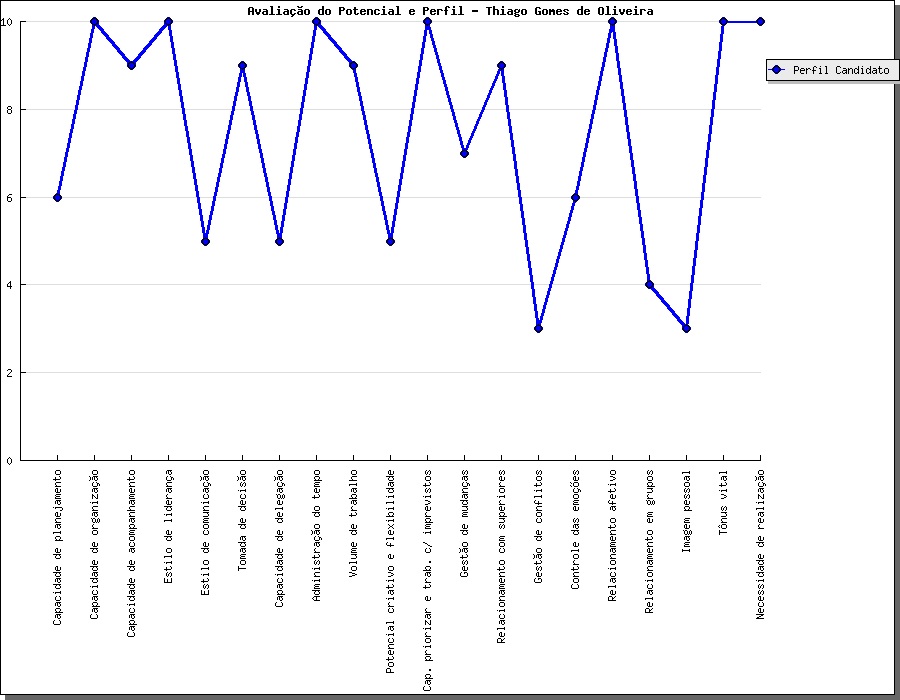 Avaliação do Potencial e Perfil - Thiago Gomes de Oliveira
10
8
6
4
2
0
Perfil Candidato
Capacidade de planejamento
Capacidade de organização
Capacidade de acompanhamento
Estilo de liderança
Estilo de comunicação
Tomada de decisão
Capacidade de delegação
Administração do tempo
Volume de trabalho
Potencial criativo e flexibilidade
Cap. priorizar e trab. c/ imprevistos
Gestão de mudanças
Relacionamento com superiores
Gestão de conflitos
Controle das emoções
Relacionamento afetivo
Relacionamento em grupos
Imagem pessoal
Tônus vital
Necessidade de realização